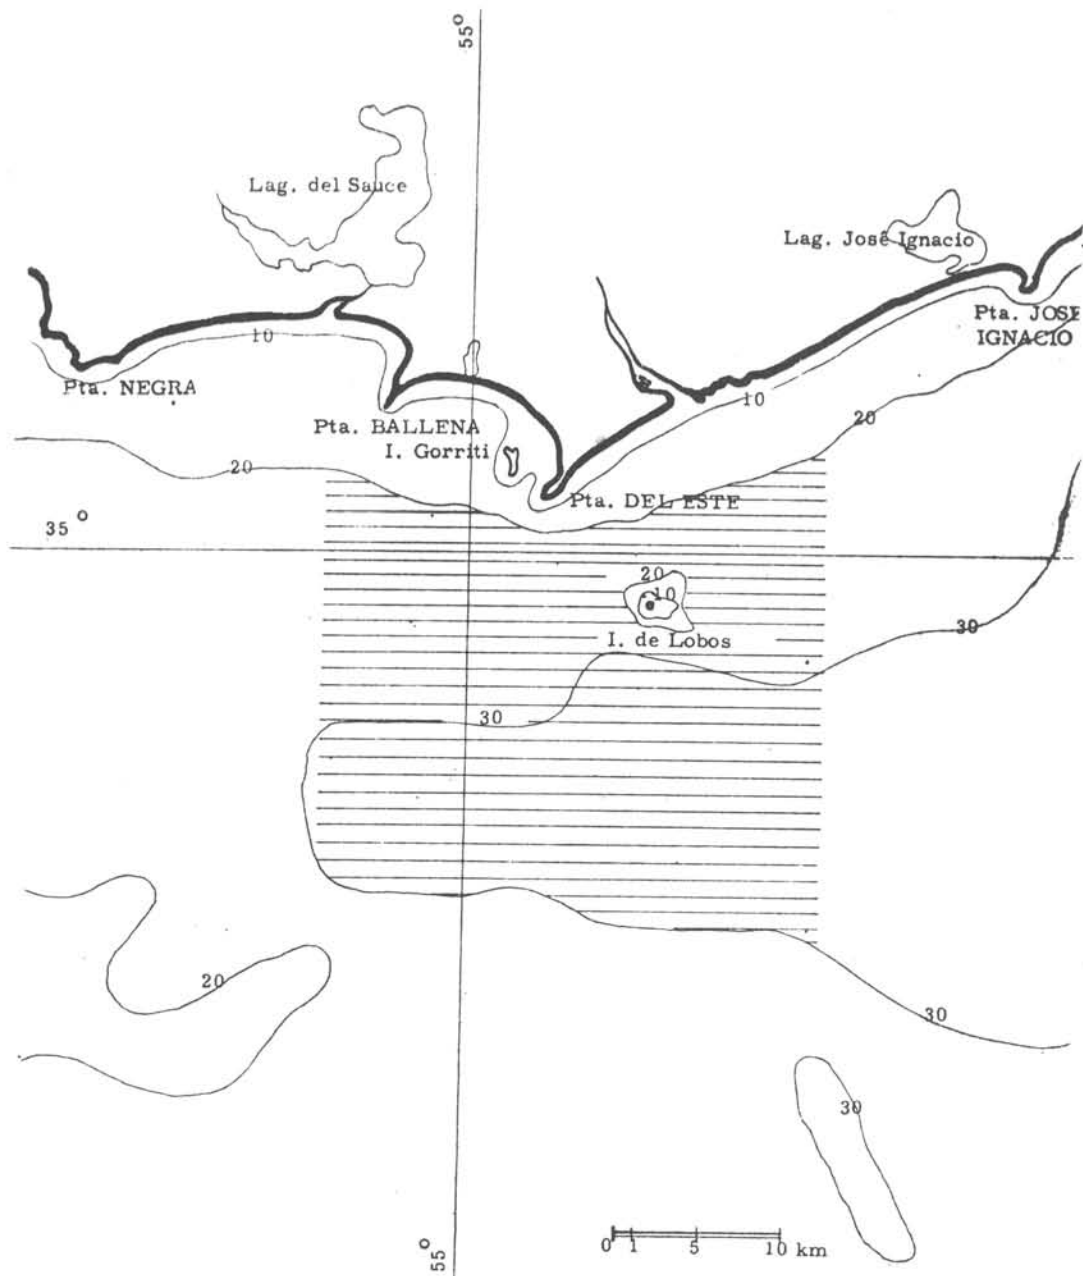 55°
Lag. del Sauce
Lag. José Ignacio
Pta. JOSE
IGNACIO
10
Pta. NEGRA
10
20
Pta. BALLENA
I. Gorriti
20
Pta. DEL ESTE
35°
20
10
I. de Lobos
30
30
20
30
30
55°
0 1 5 10 km